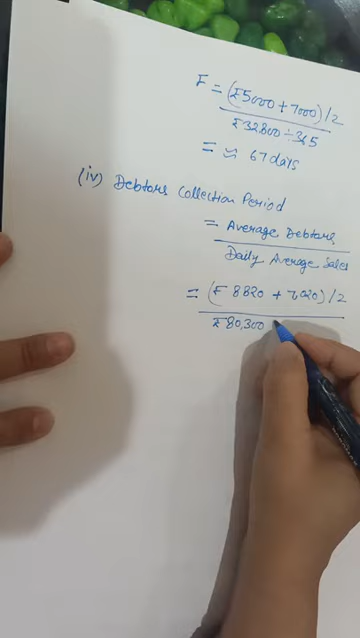 F = (₹5000 + 7000)/2
₹32800 ÷ 365
= ≈ 67 days
(iv) Debtors Collection Period
= Average Debtors
Daily Average Sales
= (₹ 8820 + 7,020)/2
₹80,300